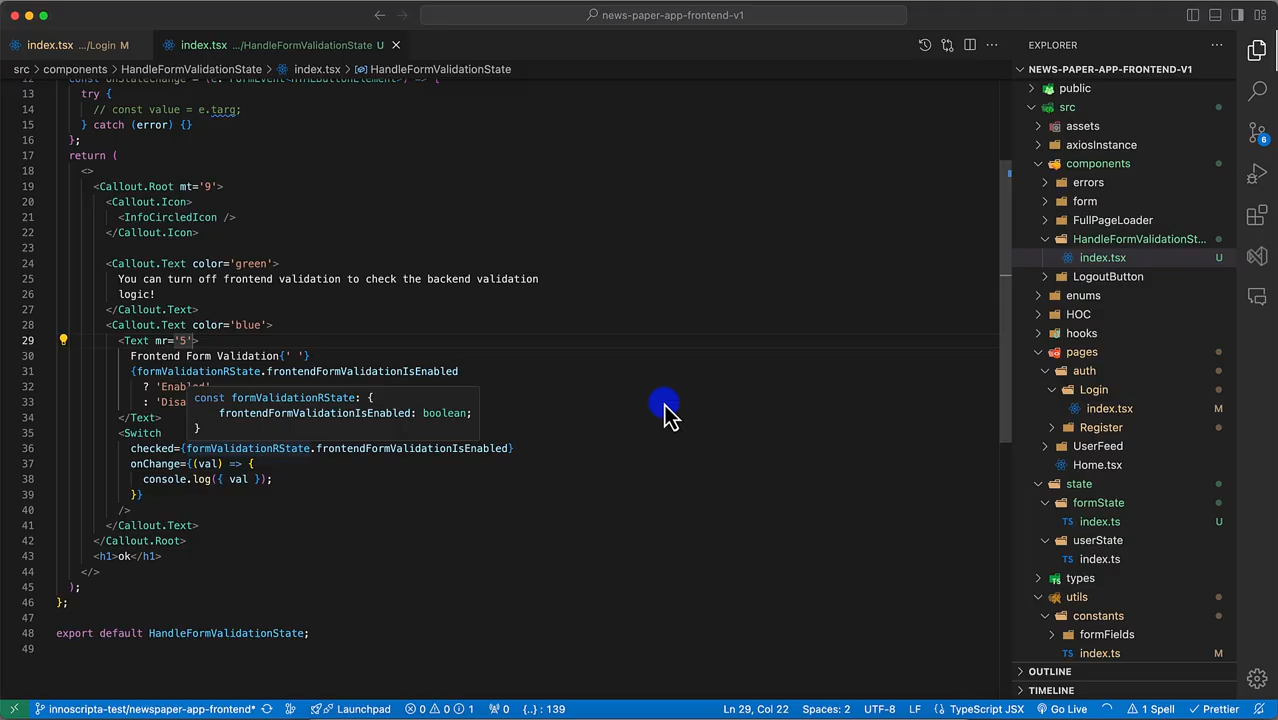 news-paper-app-frontend-v1
index.tsx .../Login M
index.tsx .../HandleFormValidationState U
src > components > HandleFormValidationState > index.tsx > HandleFormValidationState
13 try {
14 // const value = e.targ;
15 } catch (error) {}
16 };
17 return (
18 <>
19 <Callout.Root mt='9'>
20 <Callout.Icon>
21 <InfoCircledIcon />
22 </Callout.Icon>
23
24 <Callout.Text color='green'>
25 You can turn off frontend validation to check the backend validation
26 logic!
27 </Callout.Text>
28 <Callout.Text color='blue'>
29 <Text mr='5'>
30 Frontend Form Validation{' '}
31 {formValidationRState.frontendFormValidationIsEnabled
32 ? 'Enabled'
33 : 'Disa
const formValidationRState: {
frontendFormValidationIsEnabled: boolean;
}
34 </Text>
35 <Switch
36 checked={formValidationRState.frontendFormValidationIsEnabled}
37 onChange={(val) => {
38 console.log({ val });
39 }}
40 />
41 </Callout.Text>
42 </Callout.Root>
43 <h1>ok</h1>
44 </>
45 );
46 };
47
48 export default HandleFormValidationState;
49
EXPLORER
NEWS-PAPER-APP-FRONTEND-V1
public
src
assets
axiosInstance
components
errors
form
FullPageLoader
HandleFormValidationSt...
index.tsx U
LogoutButton
enums
HOC
hooks
pages
auth
Login
index.tsx M
Register
UserFeed
Home.tsx
state
formState
TS index.ts U
userState
TS index.ts
types
utils
constants
formFields
TS index.ts M
OUTLINE
TIMELINE
6
innoscripta-test/newspaper-app-frontend* Launchpad 0 0 1 0 {..} : 139 Ln 29, Col 22 Spaces: 2 UTF-8 LF {} TypeScript JSX Go Live 1 Spell Prettier